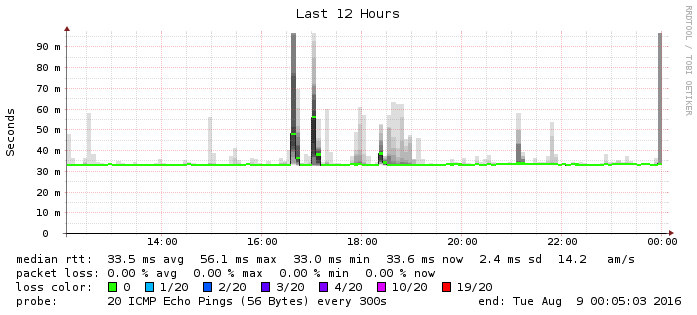 Last 12 Hours
RRDTOOL / TOBI OETIKER
Seconds
90 m
80 m
70 m
60 m
50 m
40 m
30 m
20 m
10 m
0
14:00 16:00 18:00 20:00 22:00 00:00
median rtt: 33.5 ms avg 56.1 ms max 33.0 ms min 33.6 ms now 2.4 ms sd 14.2 am/s
packet loss: 0.00 % avg 0.00 % max 0.00 % min 0.00 % now
loss color: 0 1/20 2/20 3/20 4/20 10/20 19/20
probe: 20 ICMP Echo Pings (56 Bytes) every 300s end: Tue Aug 9 00:05:03 2016